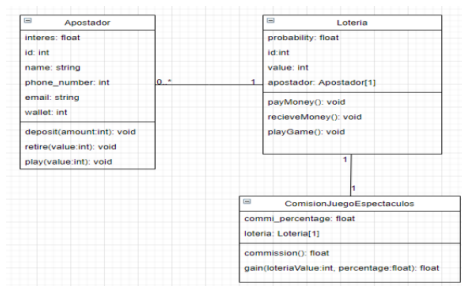 Apostador
interes: float
id: int
name: string
phone_number: int
email: string
wallet: int
deposit(amount:int): void
retire(value:int): void
play(value:int): void
0..*
1
Loteria
probability: float
id:int
value: int
apostador: Apostador[1]
payMoney(): void
recieveMoney(): void
playGame(): void
1
1
ComisionJuegoEspectaculos
commi_percentage: float
loteria: Loteria[1]
commission(): float
gain(loteriaValue:int, percentage:float): float